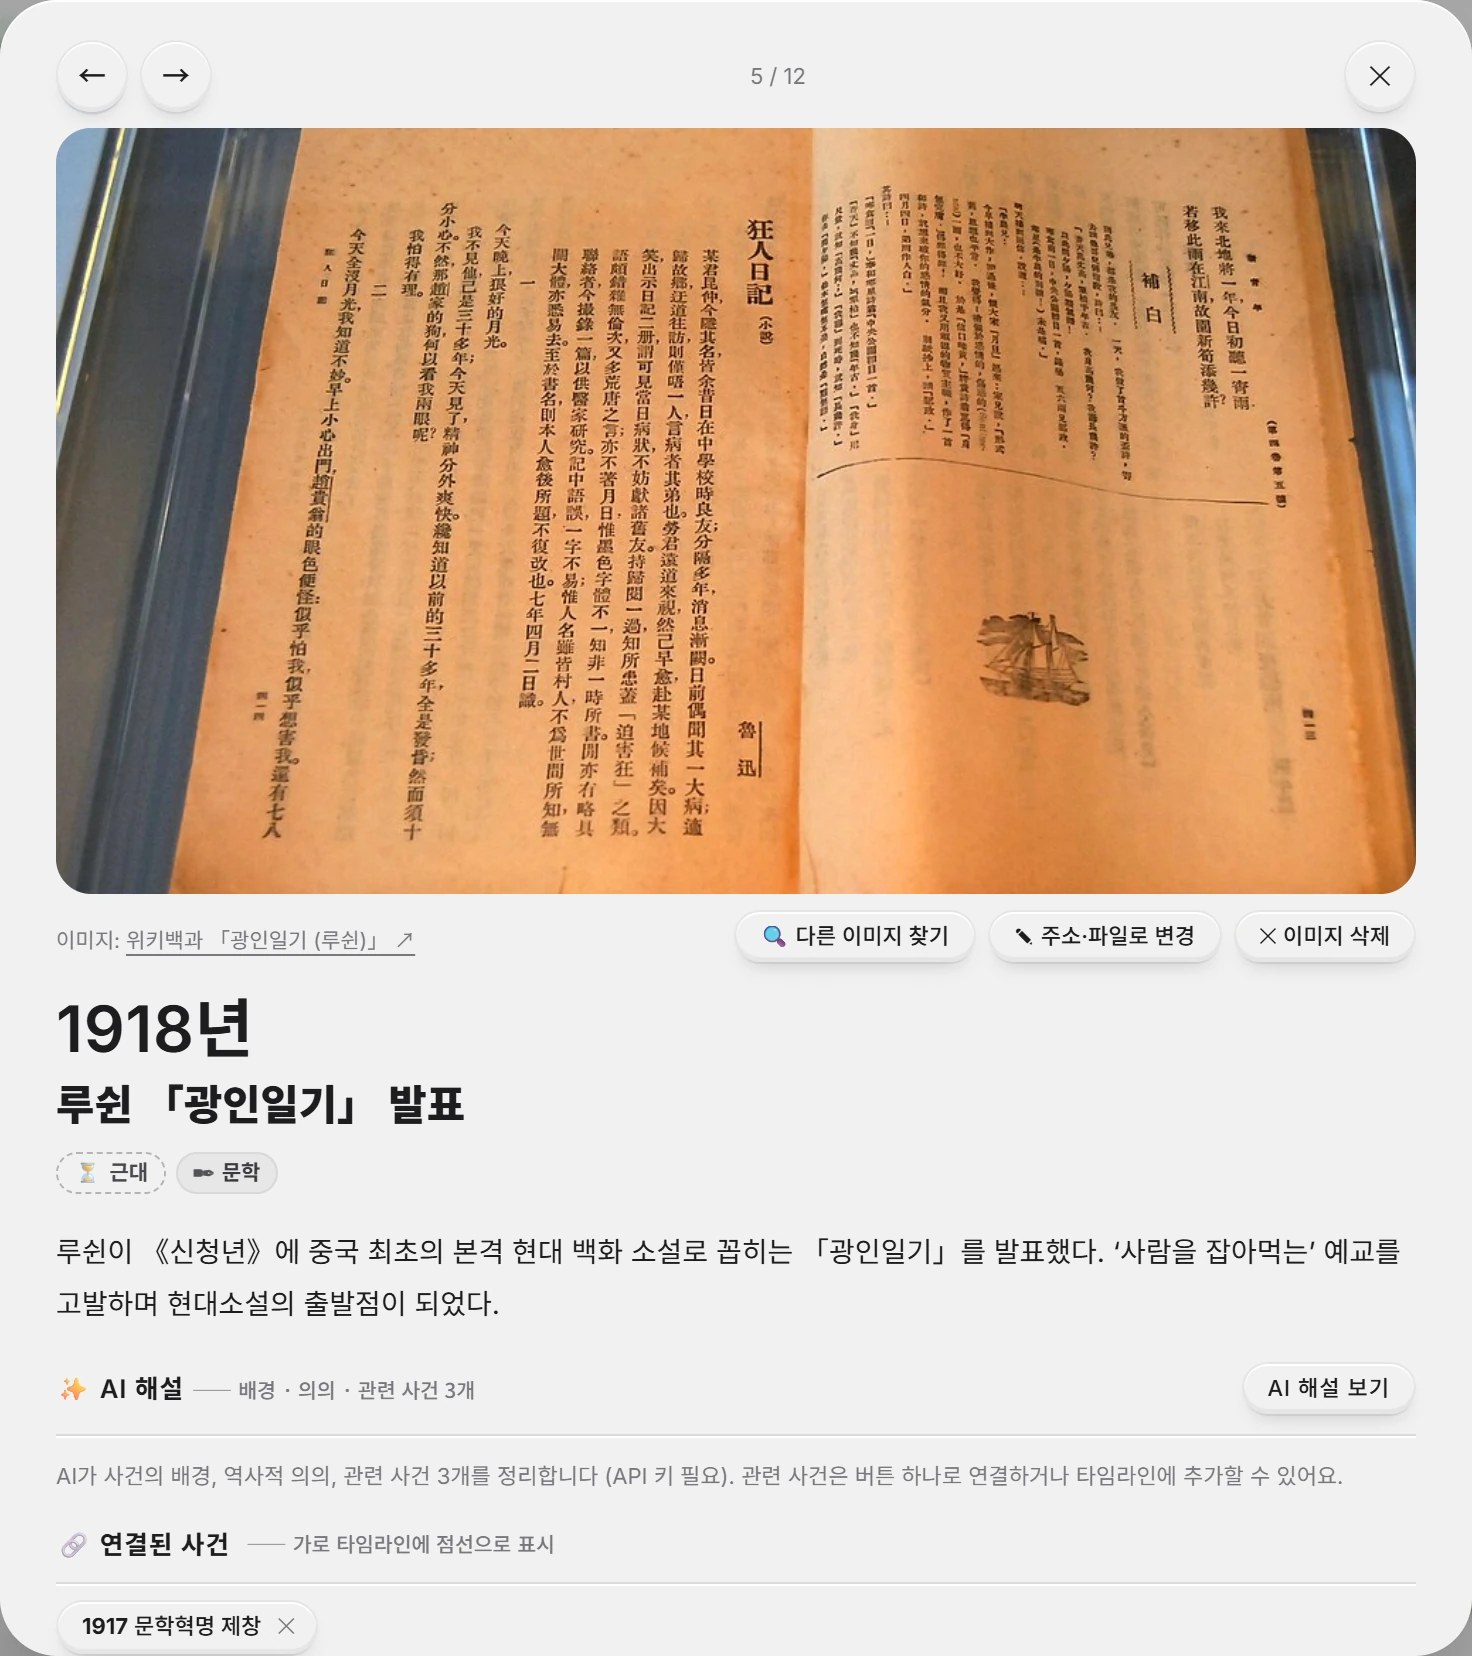 ← →
5 / 12
×
我來北地將一年,今日初聽一宵雨
若移此雨在江南,故園新筍添幾許?
補白
狂人日記(小說)
魯迅
某君昆仲,今隱其名,皆余昔日在中學校時良友;分隔多年,消息漸闕。日前偶聞其一大病;適
歸故鄉,迂道往訪,則僅晤一人,言病者其弟也。勞君遠道來視,然已早愈,赴某地候補矣。因大
笑,出示日記二册,謂可見當日病狀,不妨獻諸舊友。持歸閱一過,知所患蓋「迫害狂」之類。
語頗錯雜無倫次,又多荒唐之言;亦不著月日,惟墨色字體不一,知非一時所書。間亦有略具
聯絡者,今撮錄一篇,以供醫家研究。記中語誤,一字不易;惟人名雖皆村人,不爲世間所知,無
關大體,亦悉易去。至於書名,則本人愈後所題,不復改也。七年四月二日識。
一
今天晚上,狠好的月光。
我不見他,己是三十多年;今天見了,精神分外爽快。纔知道以前的三十多年,全是發昏;然而須十
分小心。不然,那趙家的狗,何以看我兩眼呢?
我怕得有理。
二
今天全沒月光,我知道不妙。早上小心出門,趙貴翁的眼色便怪:似乎怕我,似乎想害我。還有七八
이미지: 위키백과 「광인일기 (루쉰)」 ↗
다른 이미지 찾기
주소·파일로 변경
× 이미지 삭제
1918년
루쉰 「광인일기」 발표
근대
문학
루쉰이 《신청년》에 중국 최초의 본격 현대 백화 소설로 꼽히는 「광인일기」를 발표했다. ‘사람을 잡아먹는’ 예교를
고발하며 현대소설의 출발점이 되었다.
AI 해설 — 배경 · 의의 · 관련 사건 3개
AI 해설 보기
AI가 사건의 배경, 역사적 의의, 관련 사건 3개를 정리합니다 (API 키 필요). 관련 사건은 버튼 하나로 연결하거나 타임라인에 추가할 수 있어요.
연결된 사건 — 가로 타임라인에 점선으로 표시
1917 문학혁명 제창 ×